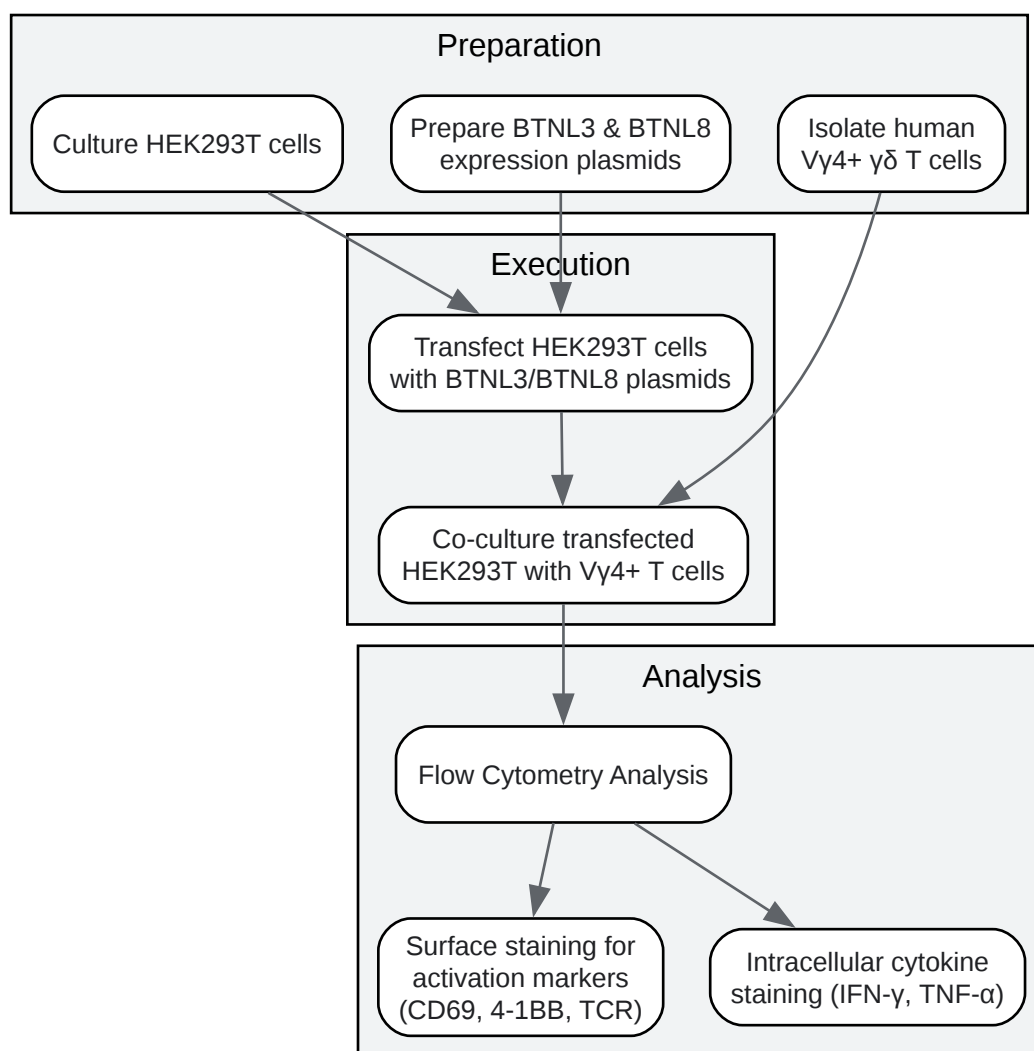 Preparation
Culture HEK293T cells
Prepare BTNL3 & BTNL8
expression plasmids
Isolate human
Vγ4+ γδ T cells
Execution
Transfect HEK293T cells
with BTNL3/BTNL8 plasmids
Co-culture transfected
HEK293T with Vγ4+ T cells
Analysis
Flow Cytometry Analysis
Surface staining for
activation markers
(CD69, 4-1BB, TCR)
Intracellular cytokine
staining (IFN-γ, TNF-α)